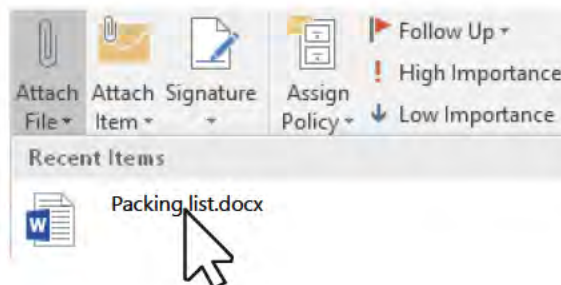 Attach File
Attach Item
Signature
Assign Policy
Follow Up
High Importance
Low Importance
Recent Items
W
Packing list.docx